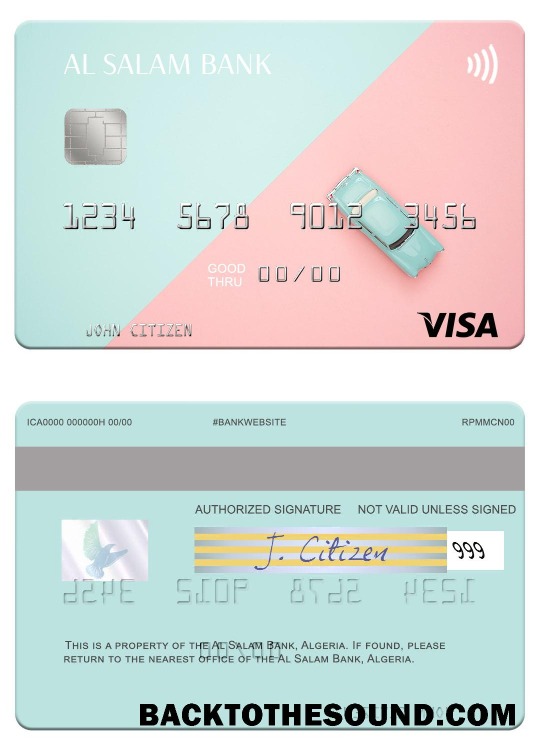 AL SALAM BANK
1234 5678 9012 3456
GOOD THRU 00/00
JOHN CITIZEN
VISA
ICA0000 000000H 00/00 #BANKWEBSITE RPMMCN00
AUTHORIZED SIGNATURE NOT VALID UNLESS SIGNED
J. Citizen 999
THIS IS A PROPERTY OF THE AL SALAM BANK, ALGERIA. IF FOUND, PLEASE
RETURN TO THE NEAREST OFFICE OF THE AL SALAM BANK, ALGERIA.
BACKTOTHESOUND.COM